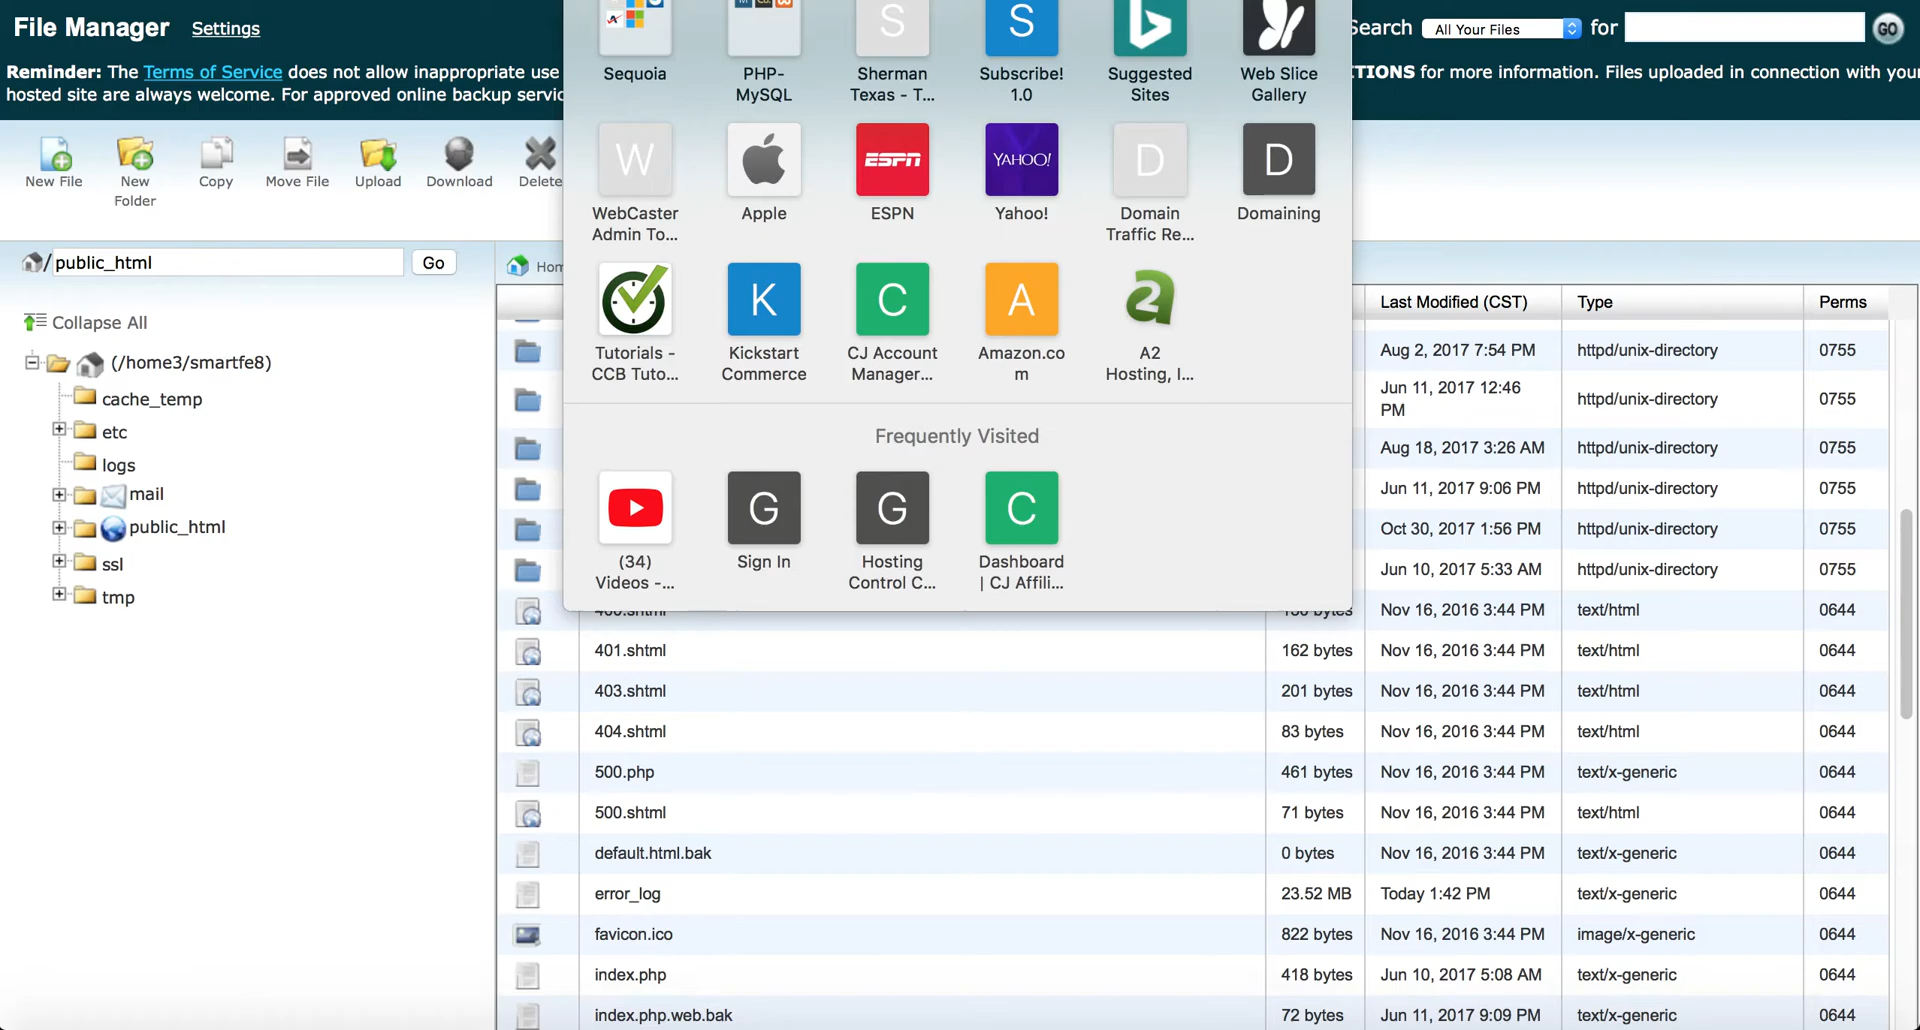 File Manager Settings
Search All Your Files for GO
Reminder: The Terms of Service does not allow inappropriate use
TIONS for more information. Files uploaded in connection with your
hosted site are always welcome. For approved online backup servic
New File
New
Folder
Copy
Move File
Upload
Download
Delete
/ public_html Go
Collapse All
(/home3/smartfe8)
cache_temp
etc
logs
mail
public_html
ssl
tmp
S S
Sequoia
PHP-
MySQL
Sherman
Texas - T...
Subscribe!
1.0
Suggested
Sites
Web Slice
Gallery
W ESPN YAHOO! D D
WebCaster
Admin To...
Apple
ESPN
Yahoo!
Domain
Traffic Re...
Domaining
K C A
Tutorials -
CCB Tuto...
Kickstart
Commerce
CJ Account
Manager...
Amazon.co
m
A2
Hosting, I...
Frequently Visited
G G C
(34)
Videos -...
Sign In
Hosting
Control C...
Dashboard
| CJ Affili...
Hom
Last Modified (CST) Type Perms
Aug 2, 2017 7:54 PM httpd/unix-directory 0755
Jun 11, 2017 12:46
PM
httpd/unix-directory 0755
Aug 18, 2017 3:26 AM httpd/unix-directory 0755
Jun 11, 2017 9:06 PM httpd/unix-directory 0755
Oct 30, 2017 1:56 PM httpd/unix-directory 0755
Jun 10, 2017 5:33 AM httpd/unix-directory 0755
400.shtml bytes Nov 16, 2016 3:44 PM text/html 0644
401.shtml 162 bytes Nov 16, 2016 3:44 PM text/html 0644
403.shtml 201 bytes Nov 16, 2016 3:44 PM text/html 0644
404.shtml 83 bytes Nov 16, 2016 3:44 PM text/html 0644
500.php 461 bytes Nov 16, 2016 3:44 PM text/x-generic 0644
500.shtml 71 bytes Nov 16, 2016 3:44 PM text/html 0644
default.html.bak 0 bytes Nov 16, 2016 3:44 PM text/x-generic 0644
error_log 23.52 MB Today 1:42 PM text/x-generic 0644
favicon.ico 822 bytes Nov 16, 2016 3:44 PM image/x-generic 0644
index.php 418 bytes Jun 10, 2017 5:08 AM text/x-generic 0644
index.php.web.bak 72 bytes Jun 11, 2017 9:09 PM text/x-generic 0644